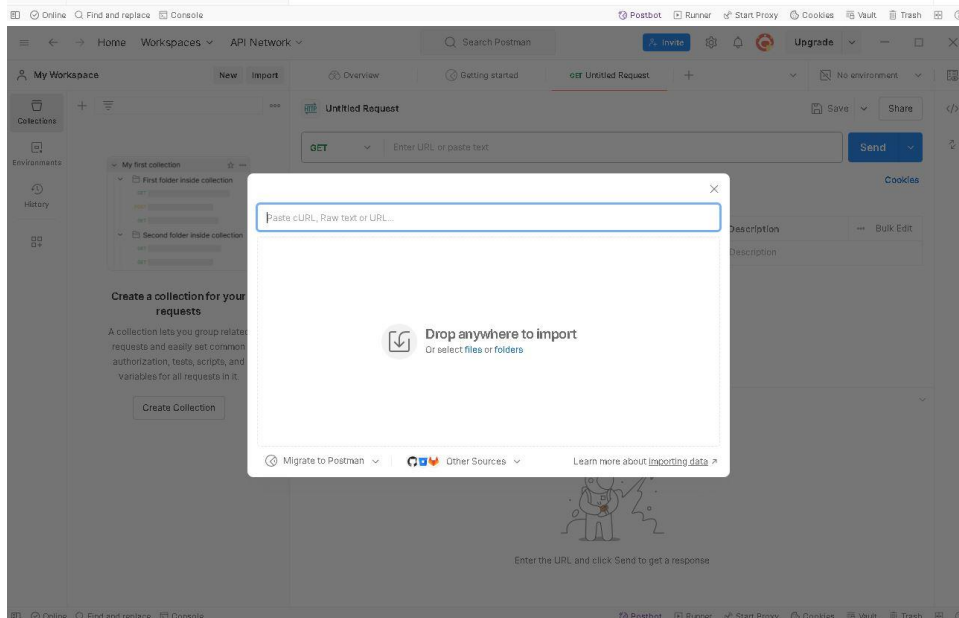 Online Find and replace Console Postbot Runner Start Proxy Cookies Vault Trash
Home Workspaces API Network Search Postman Invite Upgrade
My Workspace New Import Overview Getting started GET Untitled Request No environment
Collections
Untitled Request Save Share
Environments
GET Enter URL or paste text Send
My first collection
First folder inside collection
Cookies
History
Paste cURL, Raw text or URL...
Second folder inside collection
Description Bulk Edit
Description
Create a collection for your
requests
A collection lets you group related
requests and easily set common
authorization, tests, scripts, and
variables for all requests in it.
Create Collection
Drop anywhere to import
Or select files or folders
Migrate to Postman Other Sources Learn more about importing data
Enter the URL and click Send to get a response
Online Find and replace Console Postbot Runner Start Proxy Cookies Vault Trash